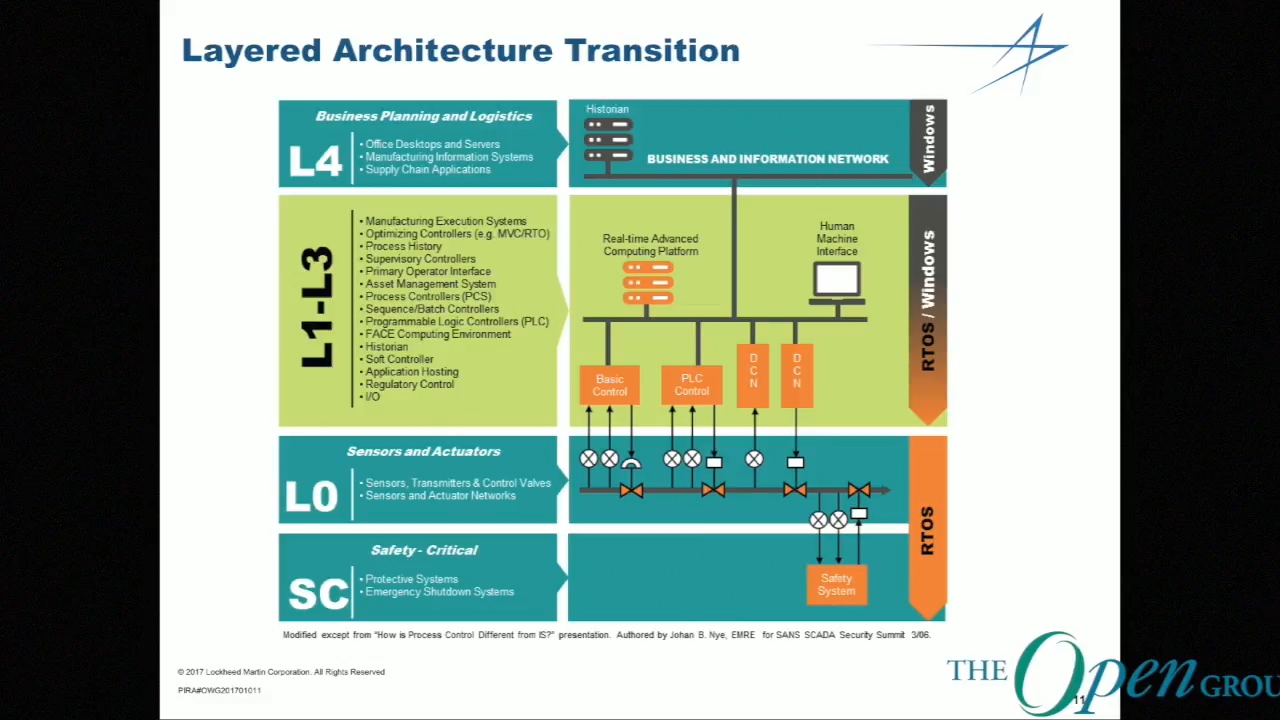 Layered Architecture Transition
Business Planning and Logistics
L4
• Office Desktops and Servers
• Manufacturing Information Systems
• Supply Chain Applications
Historian
BUSINESS AND INFORMATION NETWORK
Windows
L1-L3
• Manufacturing Execution Systems
• Optimizing Controllers (e.g. MVC/RTO)
• Process History
• Supervisory Controllers
• Primary Operator Interface
• Asset Management System
• Process Controllers (PCS)
• Sequence/Batch Controllers
• Programmable Logic Controllers (PLC)
• FACE Computing Environment
• Historian
• Soft Controller
• Application Hosting
• Regulatory Control
• I/O
Real-time Advanced
Computing Platform
Human
Machine
Interface
Basic
Control
PLC
Control
D
C
N
D
C
N
RTOS / Windows
Sensors and Actuators
L0
• Sensors, Transmitters & Control Valves
• Sensors and Actuator Networks
RTOS
Safety - Critical
SC
• Protective Systems
• Emergency Shutdown Systems
Safety
System
Modified except from "How is Process Control Different from IS?" presentation. Authored by Johan B. Nye, EMRE for SANS SCADA Security Summit 3/06.
© 2017 Lockheed Martin Corporation. All Rights Reserved
PIRA#OWG201701011
11
THE Open GROU